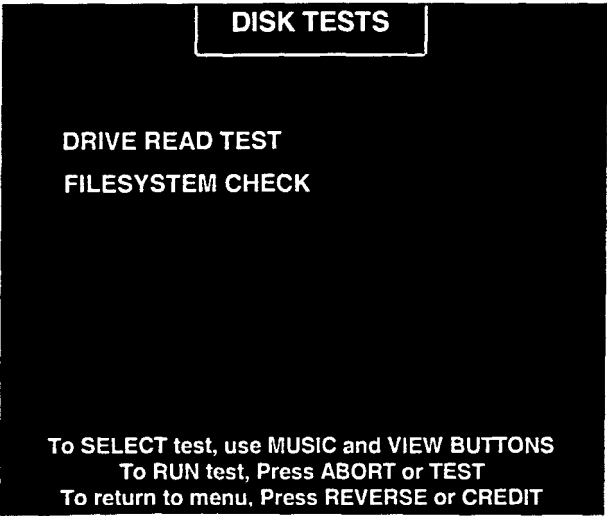 DISK TESTS
DRIVE READ TEST
FILESYSTEM CHECK
To SELECT test, use MUSIC and VIEW BUTTONS
To RUN test, Press ABORT or TEST
To return to menu, Press REVERSE or CREDIT